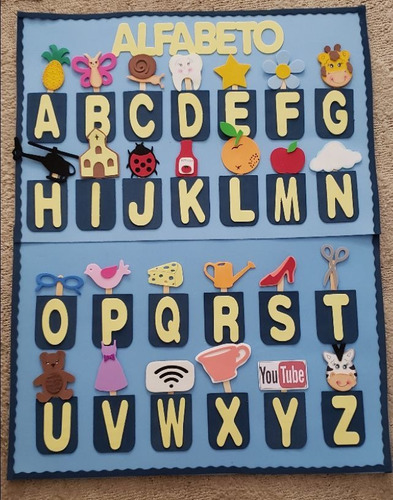 ALFABETO
A B C D E F G
H I J K L M N
O P Q R S T
YouTube
U V W X Y Z